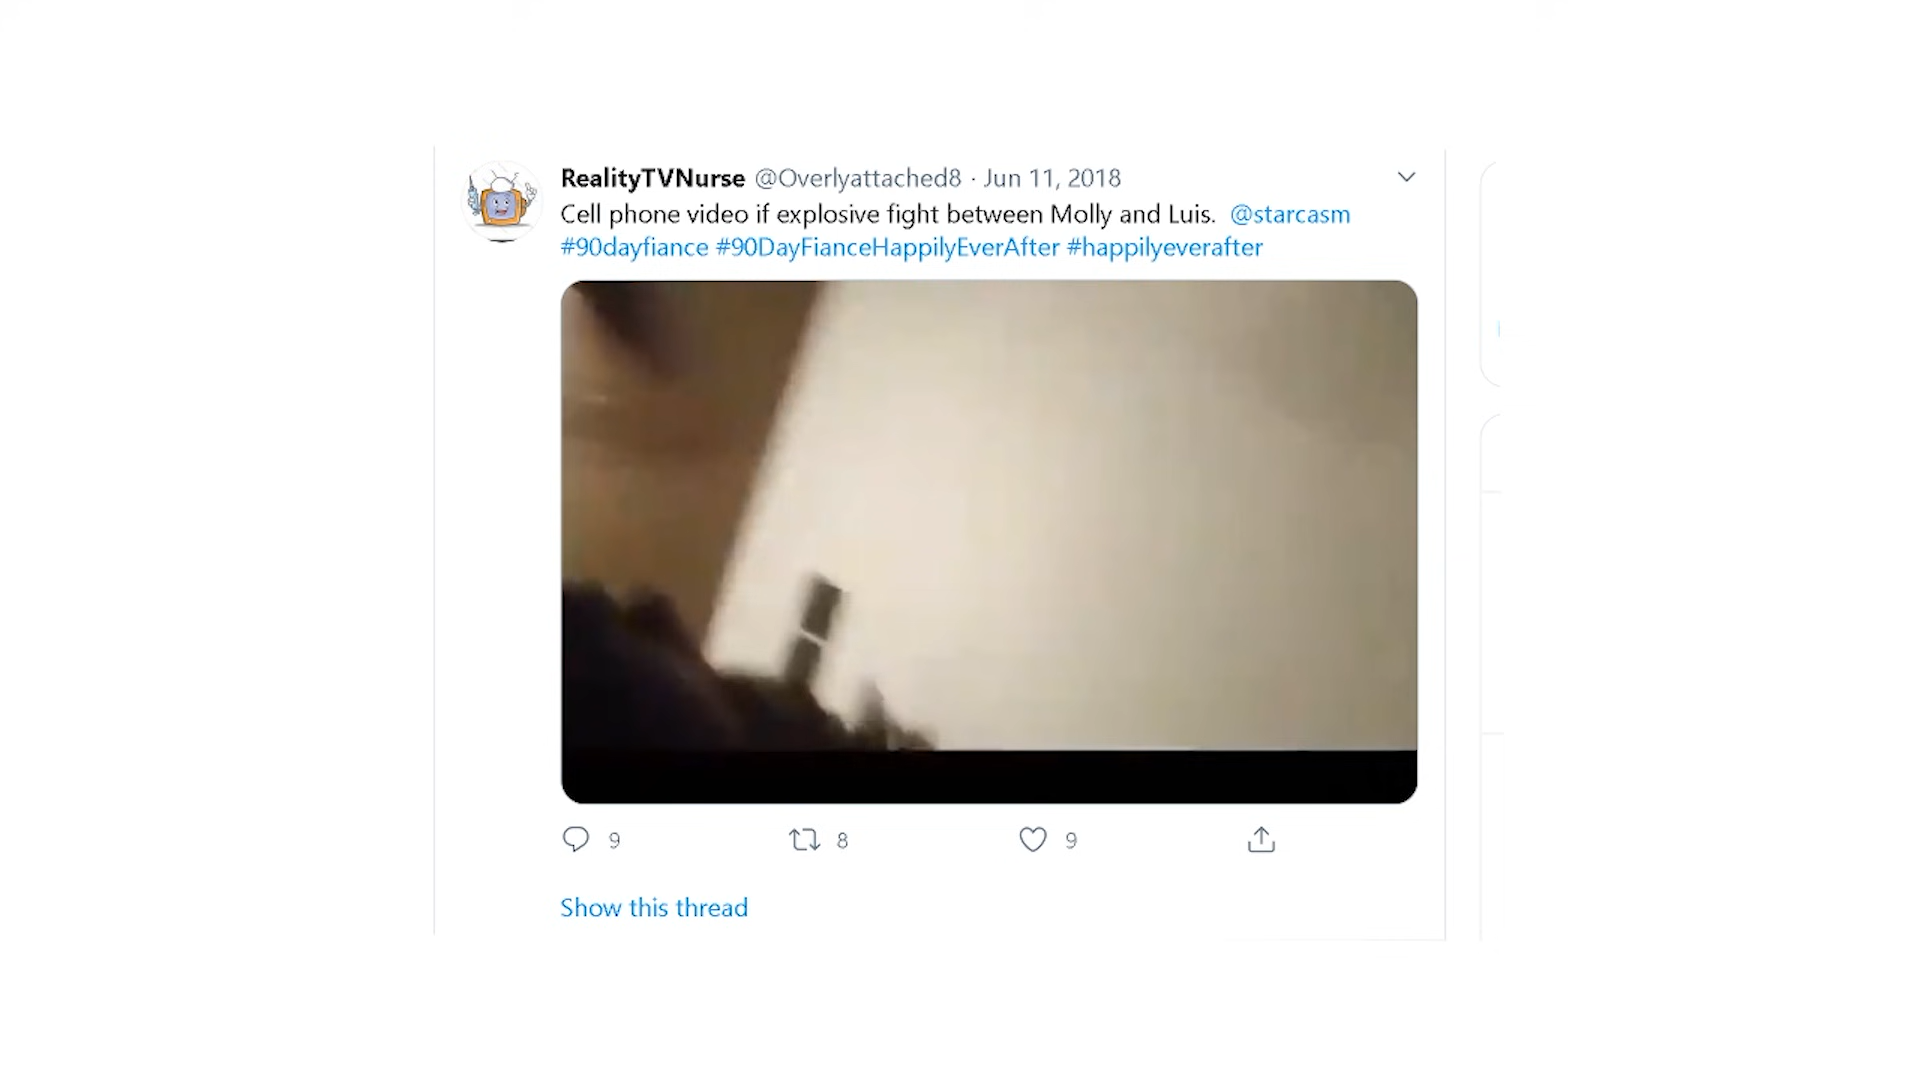 RealityTVNurse @Overlyattached8 · Jun 11, 2018
Cell phone video if explosive fight between Molly and Luis. @starcasm
#90dayfiance #90DayFianceHappilyEverAfter #happilyeverafter
9 8 9
Show this thread